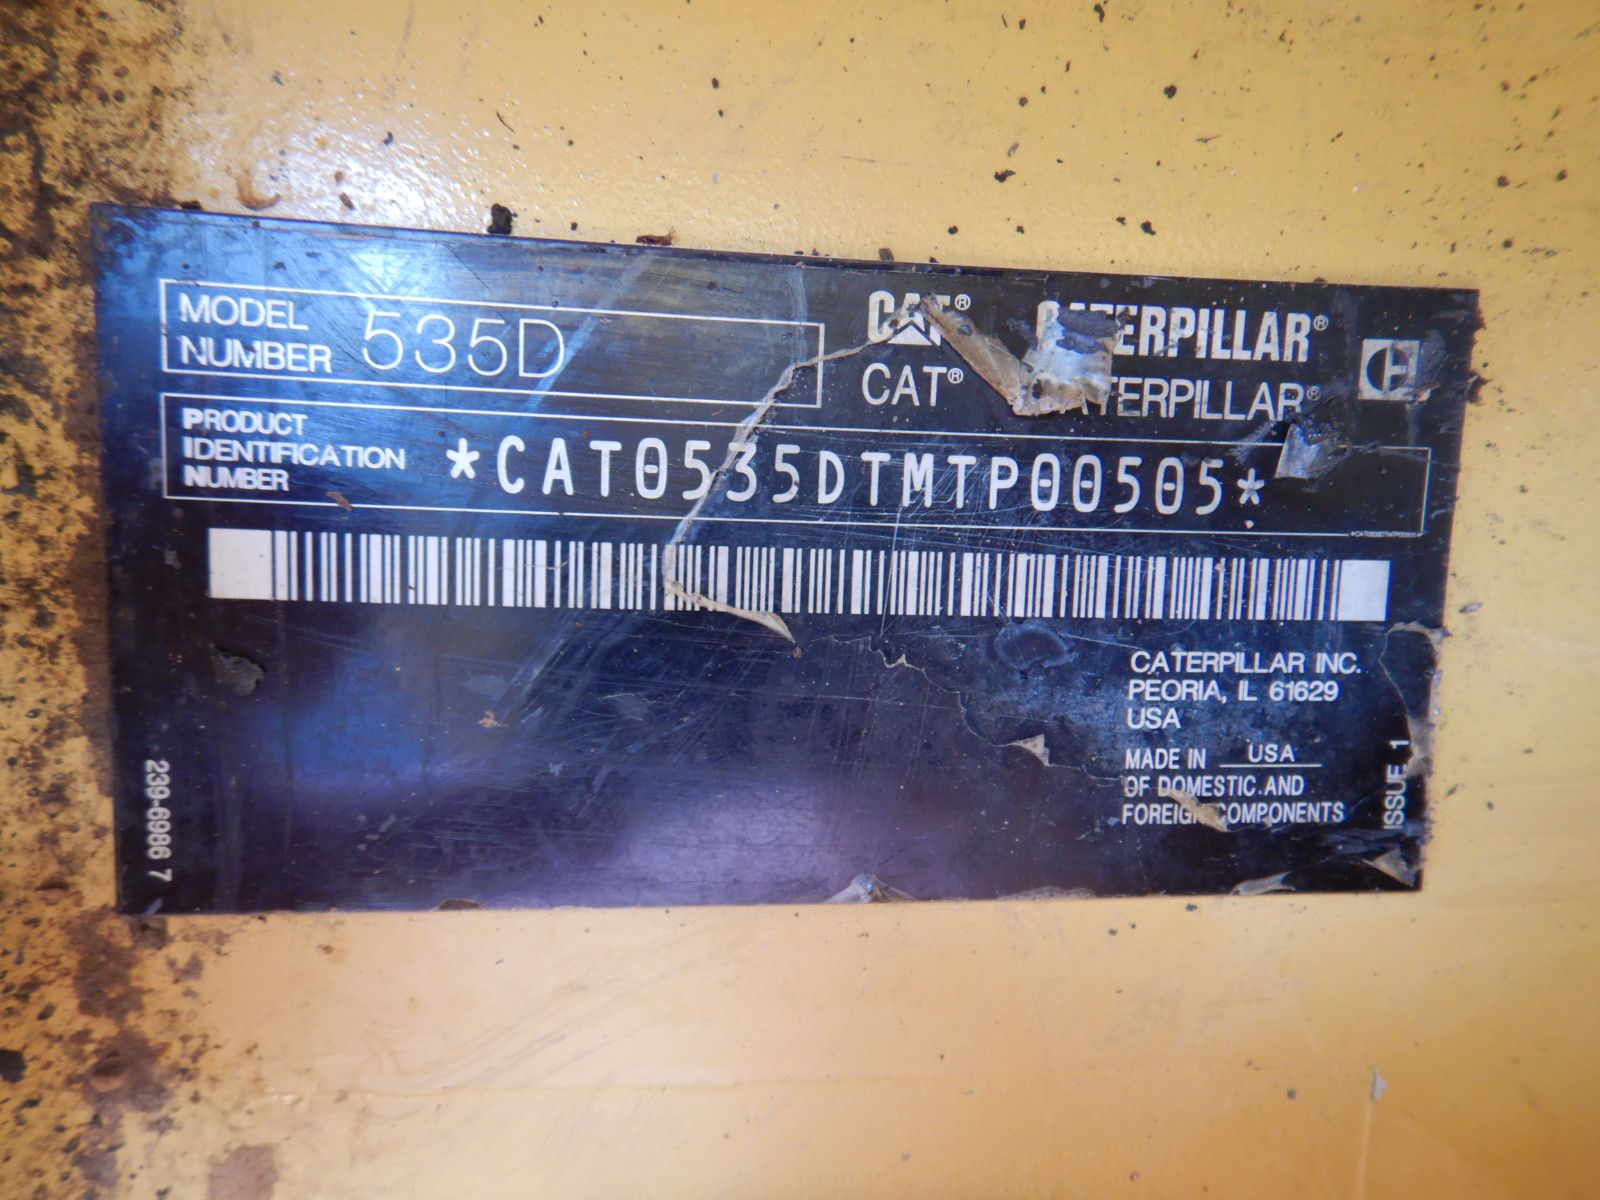 MODEL
NUMBER 535D
CAT® CATERPILLAR®
CAT® CATERPILLAR®
PRODUCT
IDENTIFICATION
NUMBER
*CAT0535DTMTP00505*
*CAT0535DTMTP00505*
CATERPILLAR INC.
PEORIA, IL 61629
USA
MADE IN USA
OF DOMESTIC AND
FOREIGN COMPONENTS
239-6986 7
ISSUE 1